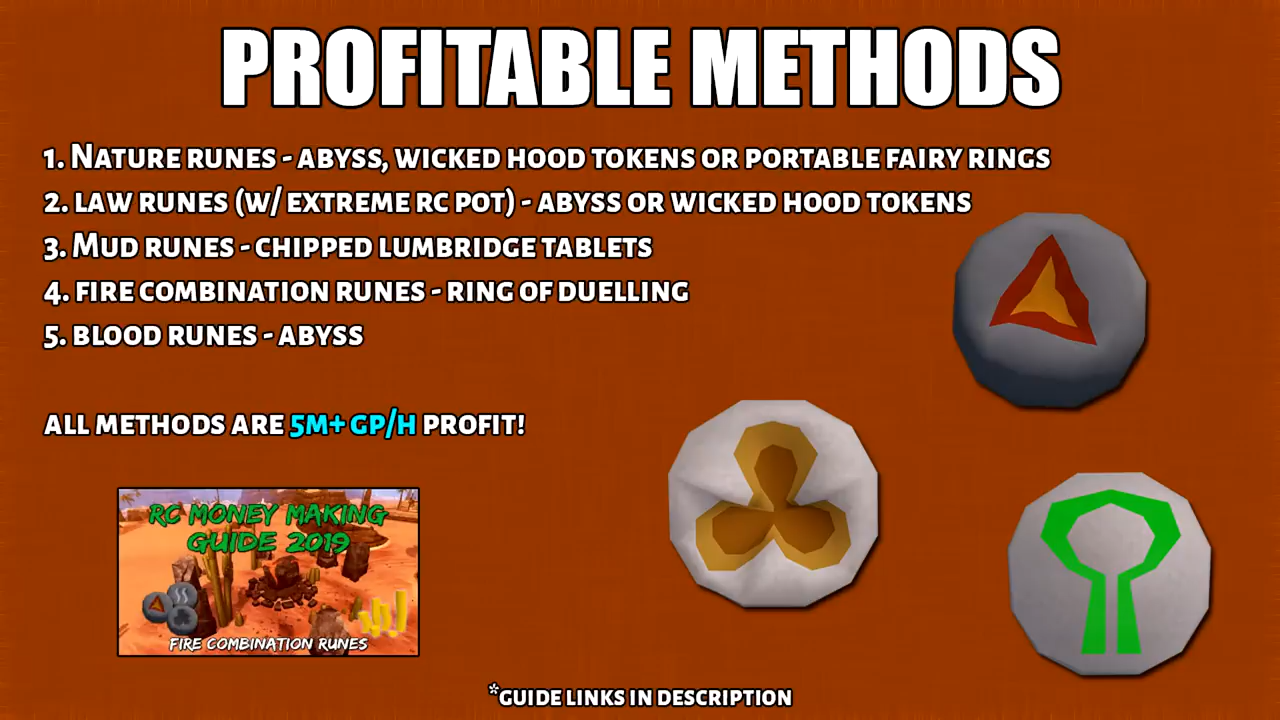 PROFITABLE METHODS
1. NATURE RUNES - ABYSS, WICKED HOOD TOKENS OR PORTABLE FAIRY RINGS
2. LAW RUNES (W/ EXTREME RC POT) - ABYSS OR WICKED HOOD TOKENS
3. MUD RUNES - CHIPPED LUMBRIDGE TABLETS
4. FIRE COMBINATION RUNES - RING OF DUELLING
5. BLOOD RUNES - ABYSS
ALL METHODS ARE 5M+ GP/H PROFIT!
RC MONEY MAKING
GUIDE 2019
FIRE COMBINATION RUNES
*GUIDE LINKS IN DESCRIPTION